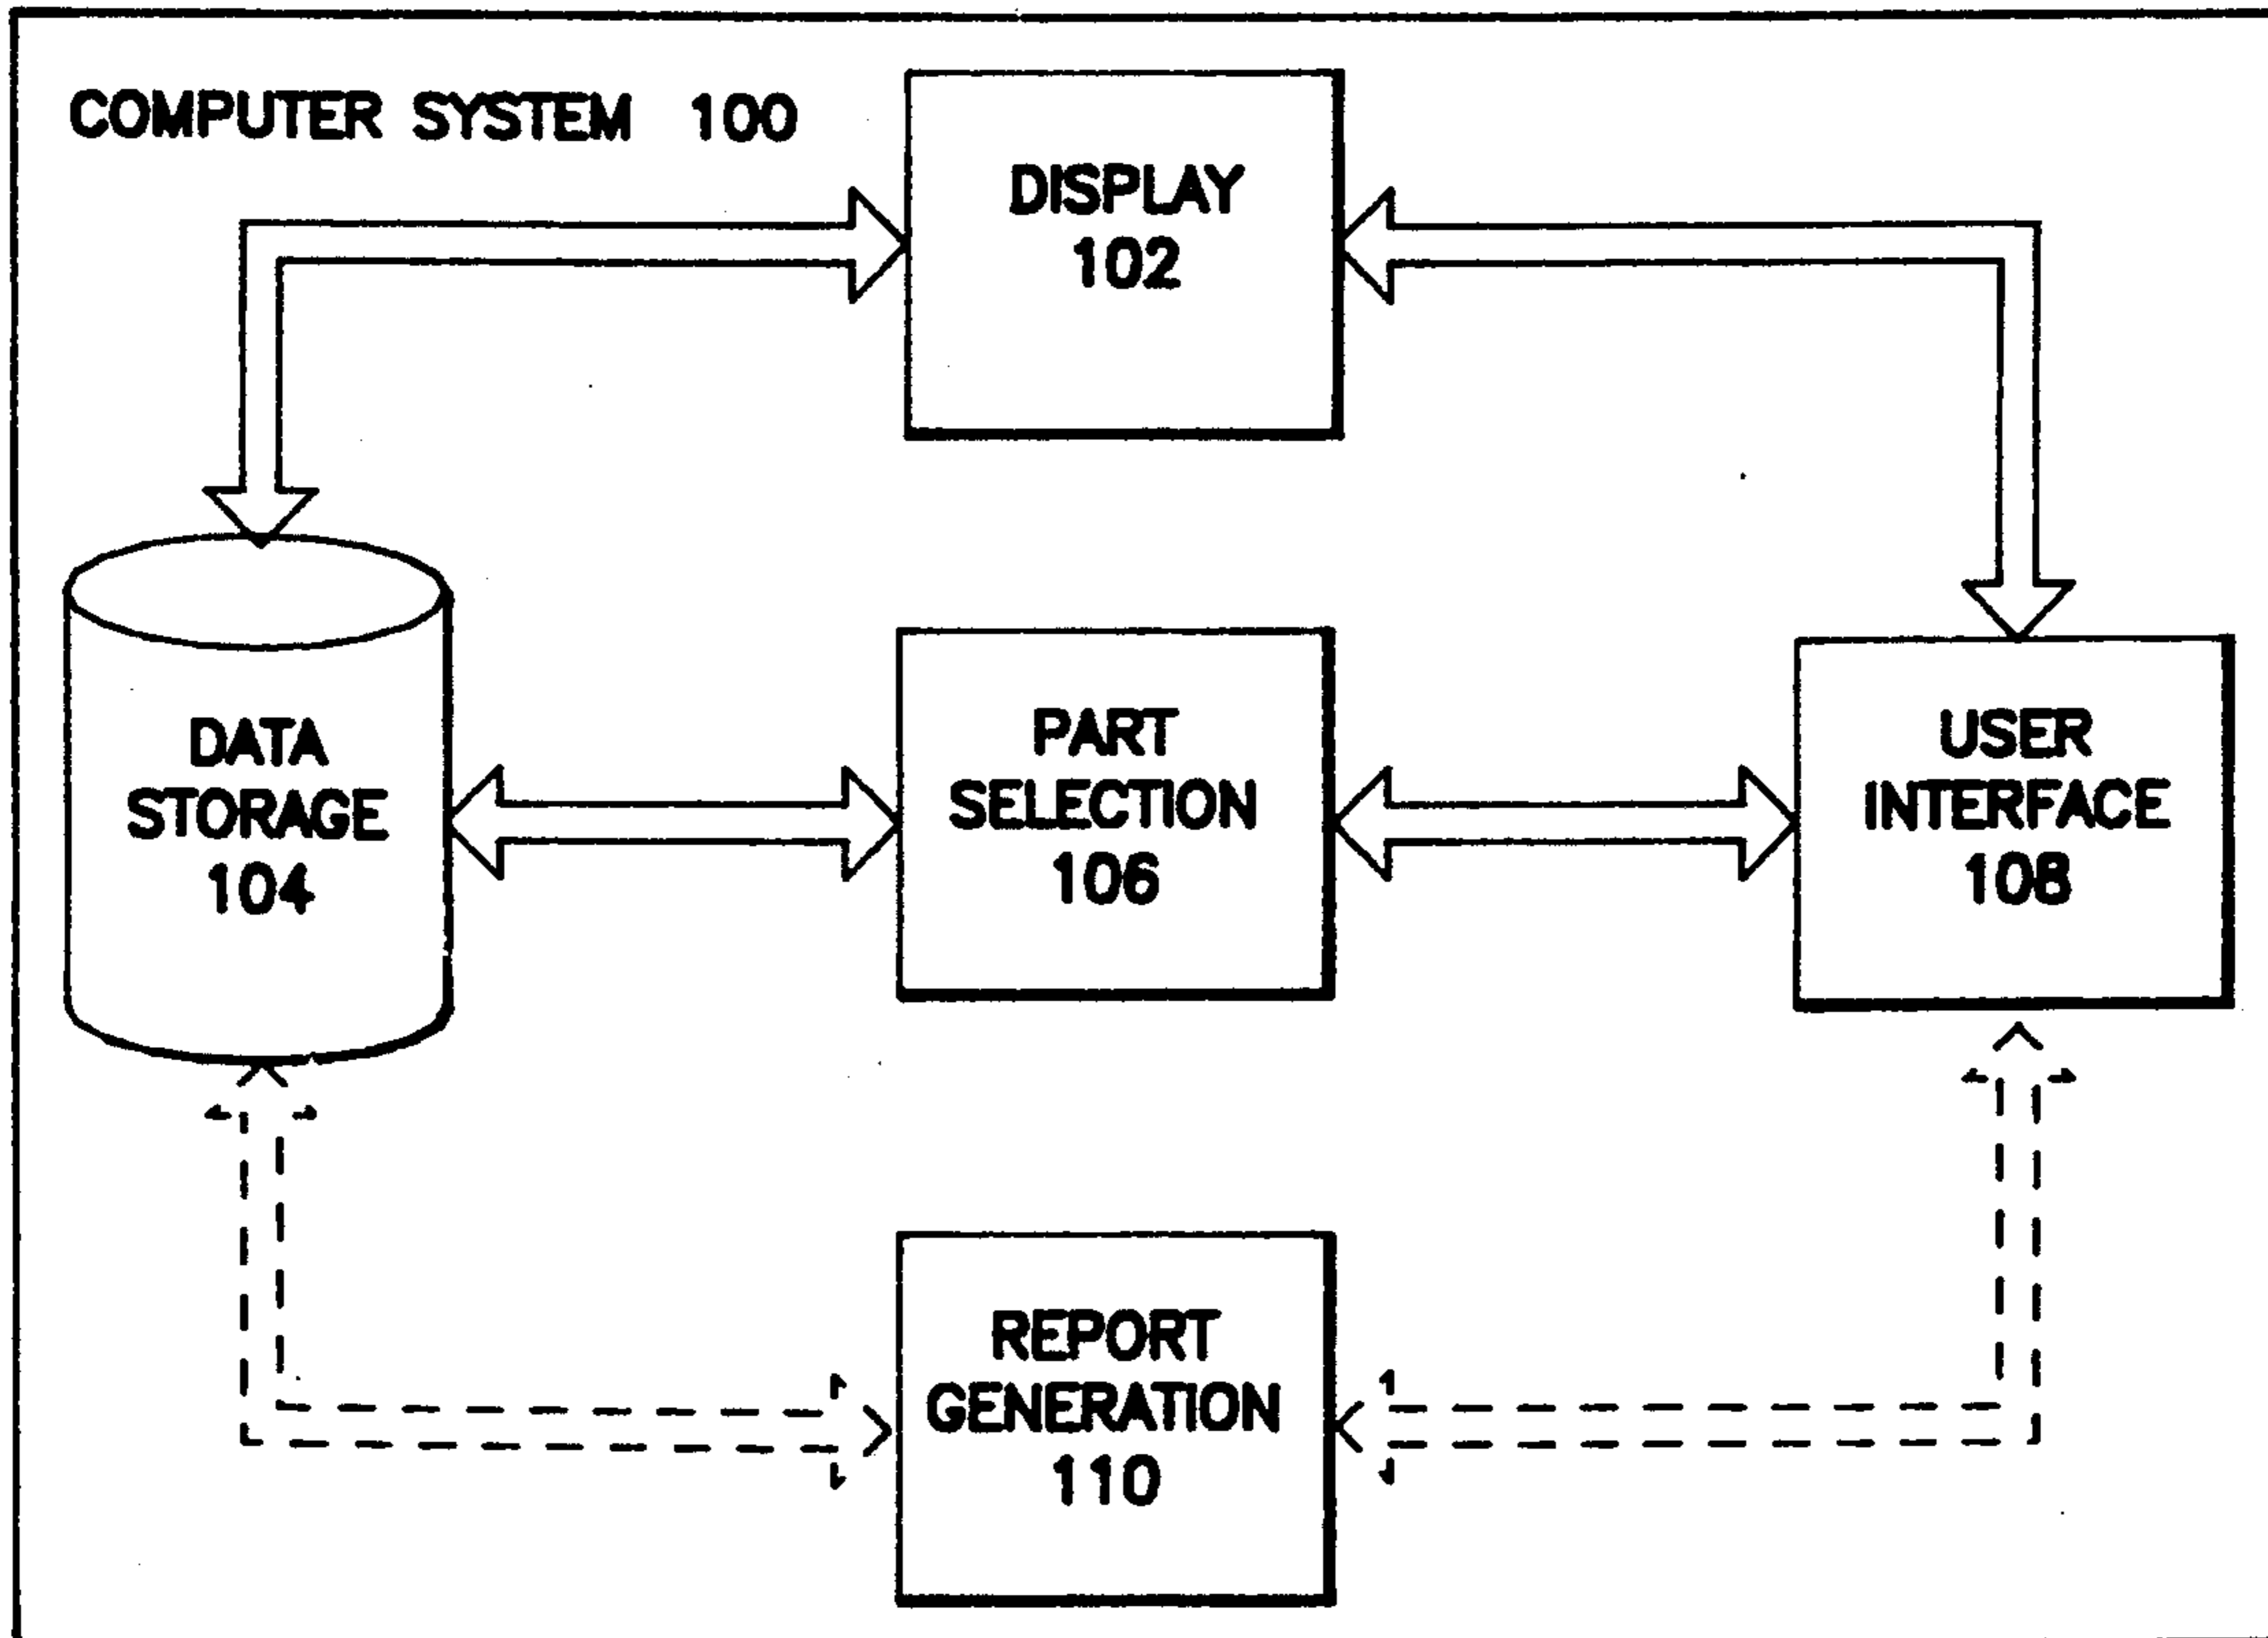 COMPUTER SYSTEM 100
DISPLAY
102
DATA
STORAGE
104
PART
SELECTION
106
USER
INTERFACE
108
REPORT
GENERATION
110